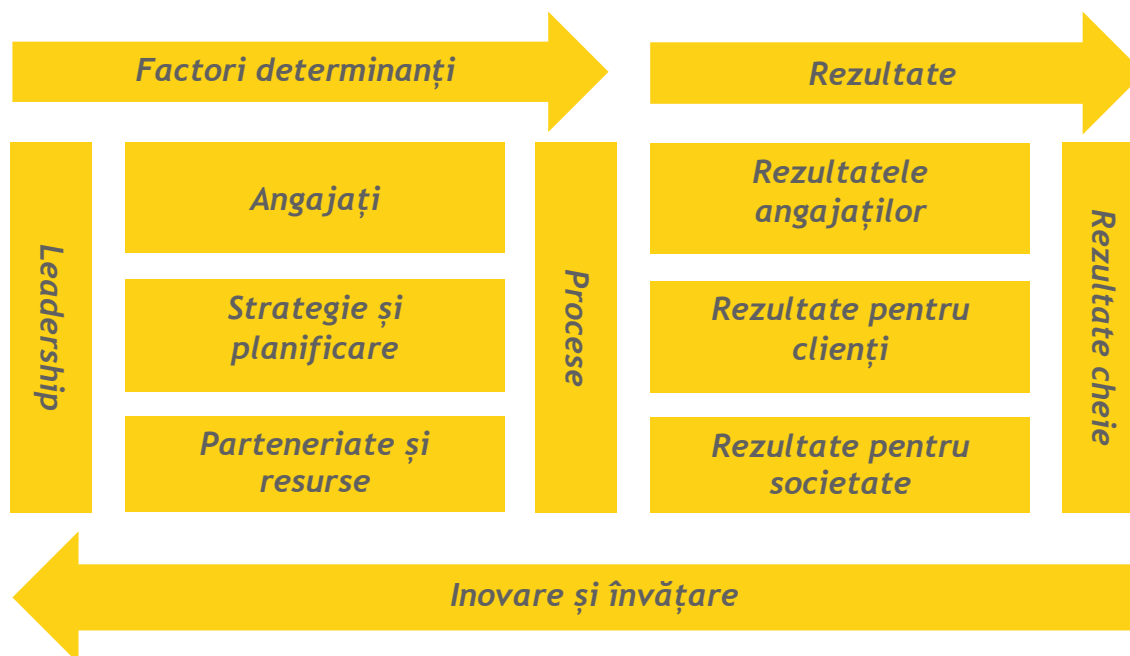 Factori determinanți
Rezultate
Leadership
Angajați
Strategie și
planificare
Parteneriate și
resurse
Procese
Rezultatele
angajaților
Rezultate pentru
clienți
Rezultate pentru
societate
Rezultate cheie
Inovare și învățare